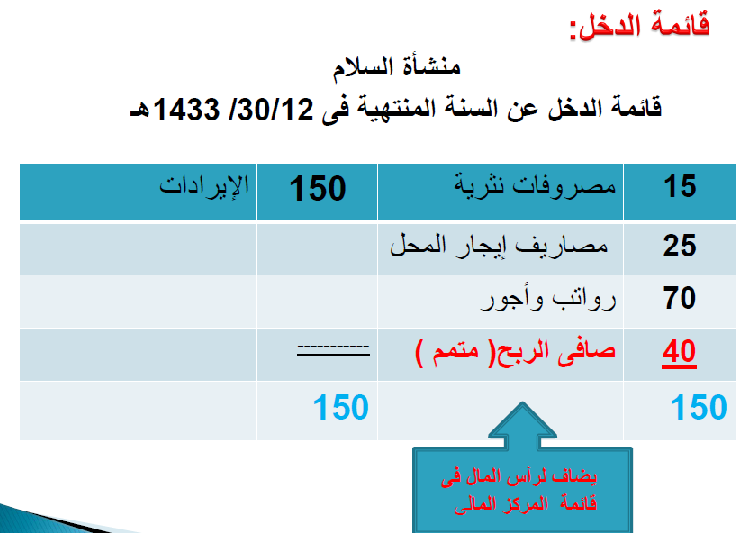 قائمة الدخل:
منشأة السلام
قائمة الدخل عن السنة المنتهية فى 30/12/ 1433هـ
15 مصروفات نثرية 150 الإيرادات
25 مصاريف إيجار المحل
70 رواتب وأجور
40 صافى الربح( متمم ) -----------
150 150
يضاف لرأس المال فى
قائمة المركز المالى